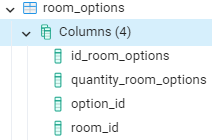 room_options
Columns (4)
id_room_options
quantity_room_options
option_id
room_id